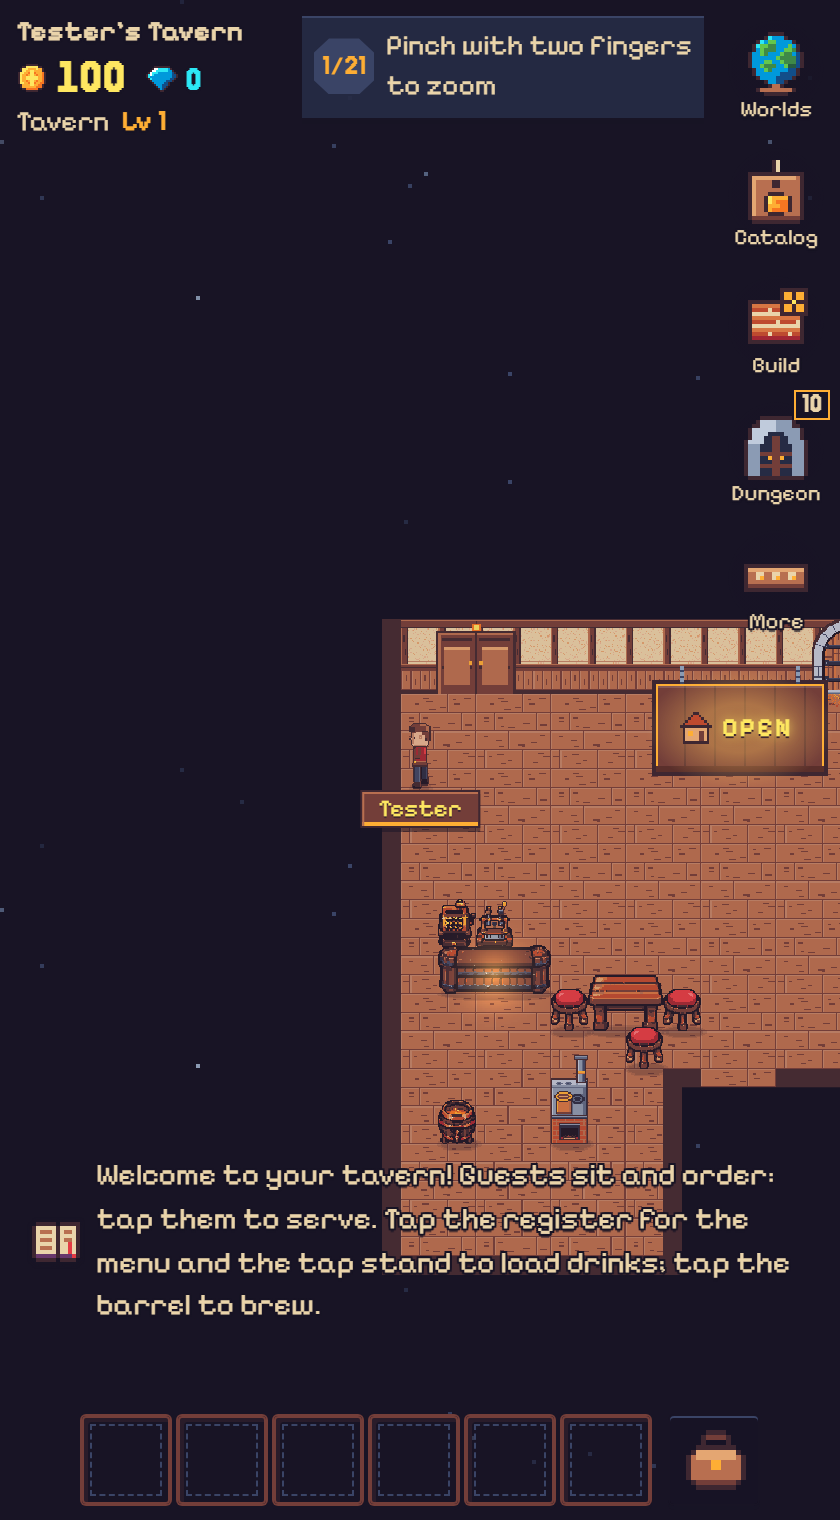 Tester's Tavern
100 0
Tavern Lv 1
1/21
Pinch with two fingers
to zoom
Worlds
Catalog
Build
10
Dungeon
More
OPEN
Tester
Welcome to your tavern! Guests sit and order:
tap them to serve. Tap the register for the
menu and the tap stand to load drinks; tap the
barrel to brew.